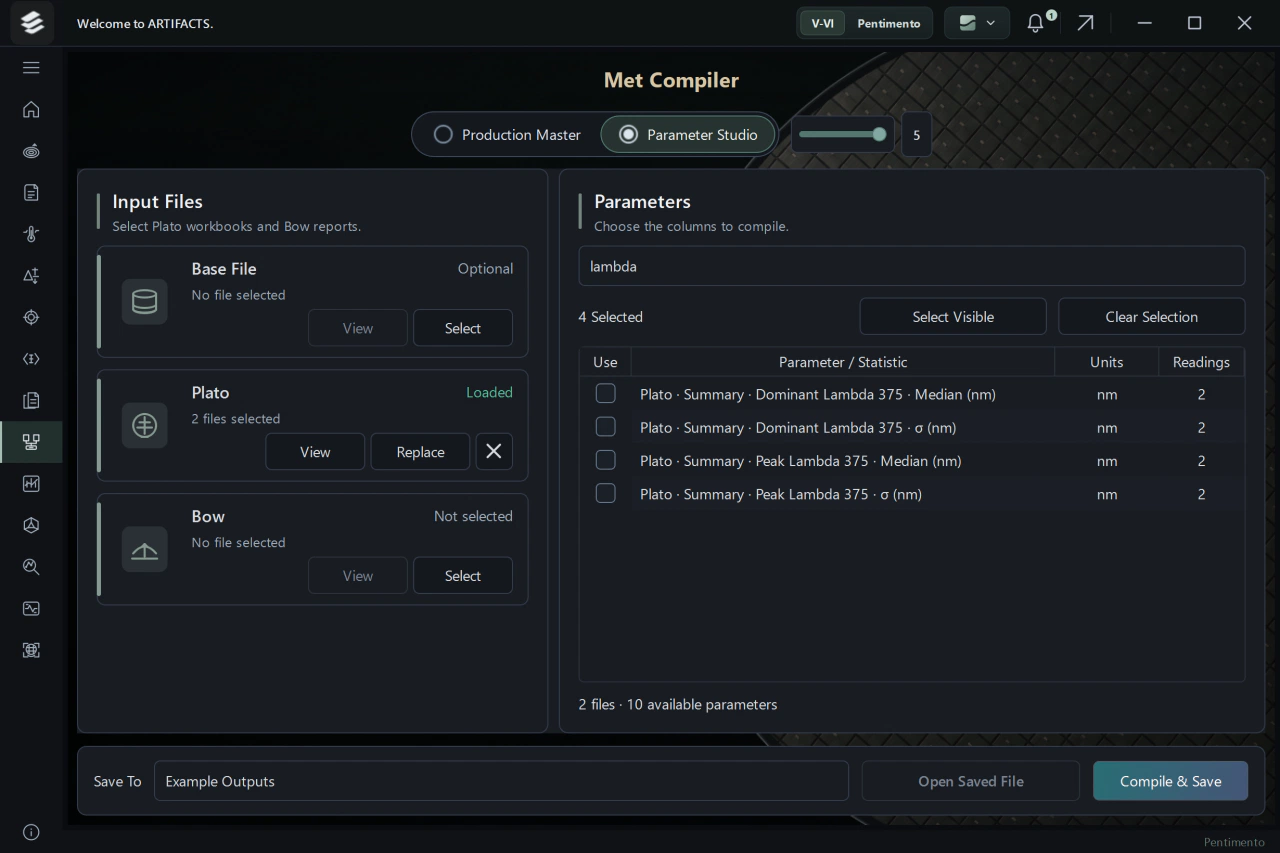 Welcome to ARTIFACTS.
V-VI Pentimento
1
Met Compiler
Production Master
Parameter Studio
5
Input Files
Select Plato workbooks and Bow reports.
Base File
Optional
No file selected
View
Select
Plato
Loaded
2 files selected
View
Replace
Bow
Not selected
No file selected
View
Select
Parameters
Choose the columns to compile.
lambda
4 Selected
Select Visible
Clear Selection
Use Parameter / Statistic Units Readings
Plato · Summary · Dominant Lambda 375 · Median (nm) nm 2
Plato · Summary · Dominant Lambda 375 · σ (nm) nm 2
Plato · Summary · Peak Lambda 375 · Median (nm) nm 2
Plato · Summary · Peak Lambda 375 · σ (nm) nm 2
2 files · 10 available parameters
Save To
Example Outputs
Open Saved File
Compile & Save
Pentimento